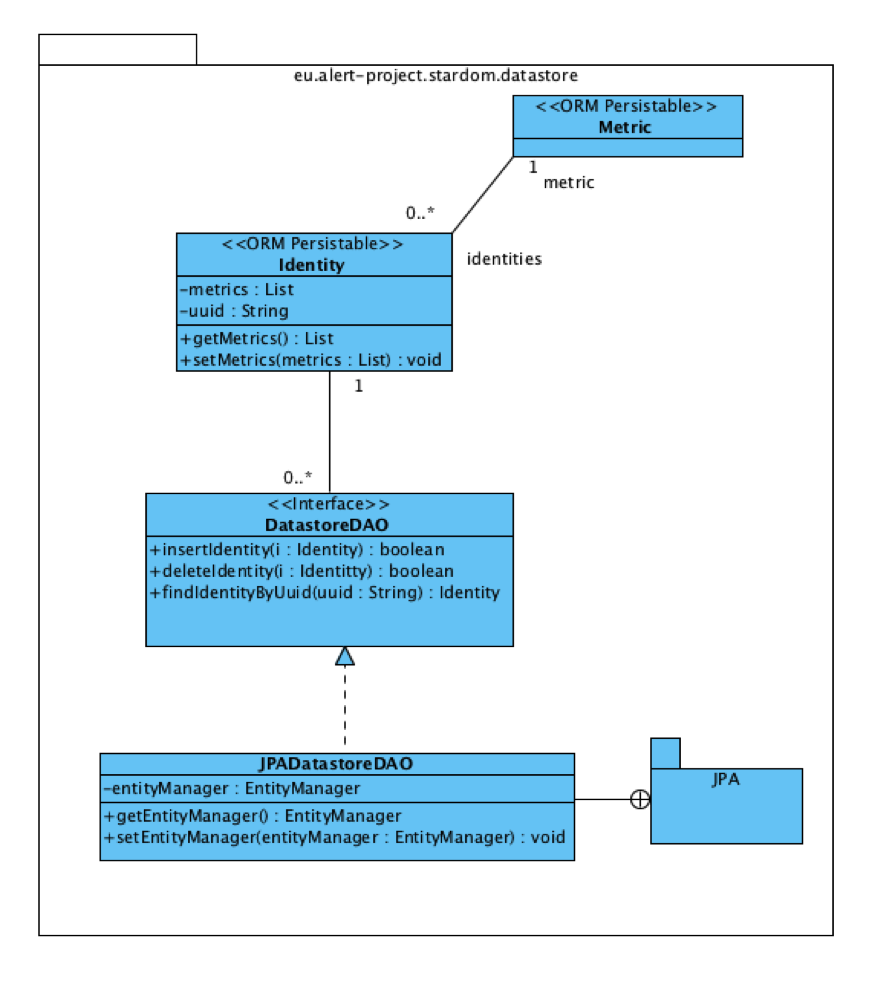 eu.alert-project.stardom.datastore
<<ORM Persistable>>
Metric
1
metric
0..*
identities
<<ORM Persistable>>
Identity
-metrics : List
-uuid : String
+getMetrics() : List
+setMetrics(metrics : List) : void
1
0..*
<<Interface>>
DatastoreDAO
+insertIdentity(i : Identity) : boolean
+deleteIdentity(i : Identitty) : boolean
+findIdentityByUuid(uuid : String) : Identity
JPADatastoreDAO
-entityManager : EntityManager
+getEntityManager() : EntityManager
+setEntityManager(entityManager : EntityManager) : void
JPA